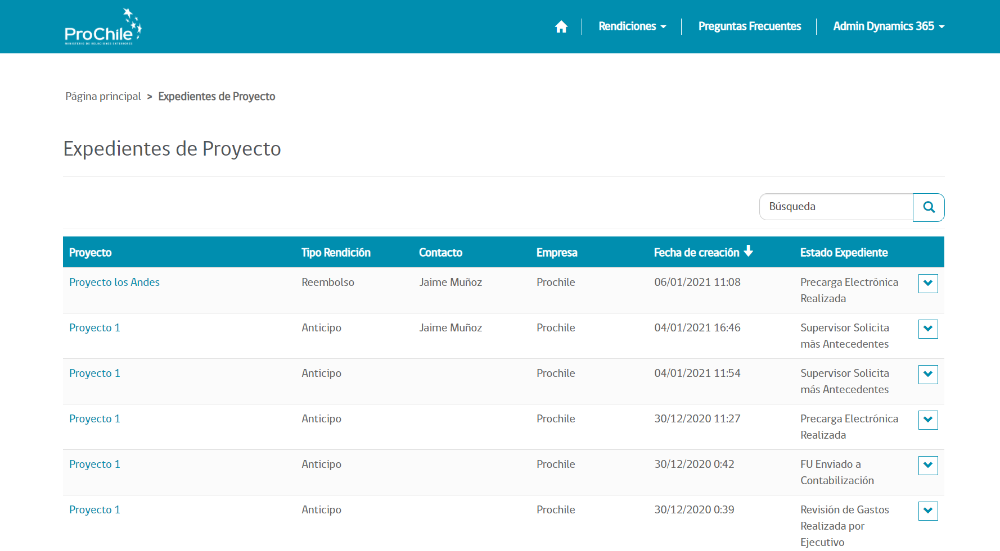 ProChile
MINISTERIO DE RELACIONES EXTERIORES
Rendiciones
Preguntas Frecuentes
Admin Dynamics 365
Página principal > Expedientes de Proyecto
Expedientes de Proyecto
Búsqueda
Proyecto Tipo Rendición Contacto Empresa Fecha de creación Estado Expediente
Proyecto los Andes Reembolso Jaime Muñoz Prochile 06/01/2021 11:08 Precarga Electrónica
Realizada
Proyecto 1 Anticipo Jaime Muñoz Prochile 04/01/2021 16:46 Supervisor Solicita
más Antecedentes
Proyecto 1 Anticipo Prochile 04/01/2021 11:54 Supervisor Solicita
más Antecedentes
Proyecto 1 Anticipo Prochile 30/12/2020 11:27 Precarga Electrónica
Realizada
Proyecto 1 Anticipo Prochile 30/12/2020 0:42 FU Enviado a
Contabilización
Proyecto 1 Anticipo Prochile 30/12/2020 0:39 Revisión de Gastos
Realizada por
Ejecutivo